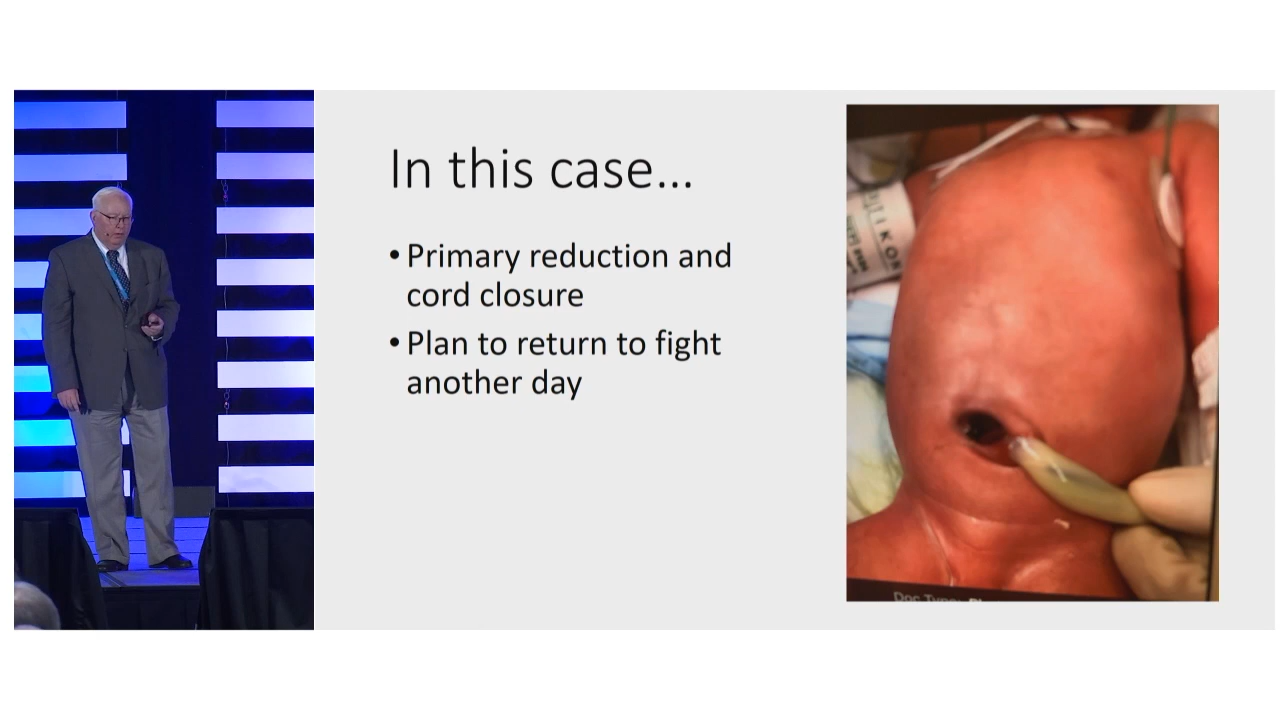 In this case...
• Primary reduction and
cord closure
• Plan to return to fight
another day